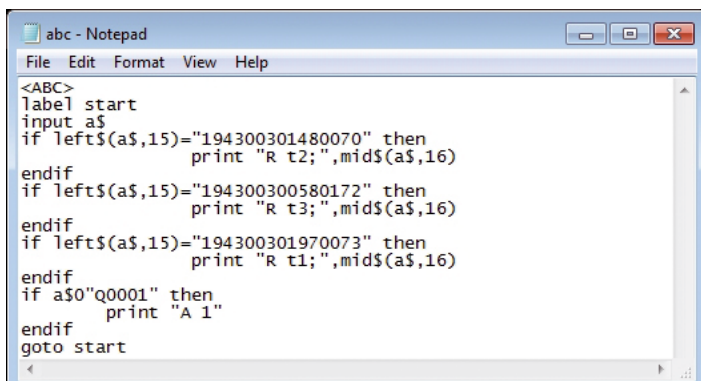 abc - Notepad
File Edit Format View Help
<ABC>
label start
input a$
if left$(a$,15)="194300301480070" then
print "R t2;",mid$(a$,16)
endif
if left$(a$,15)="194300300580172" then
print "R t3;",mid$(a$,16)
endif
if left$(a$,15)="194300301970073" then
print "R t1;",mid$(a$,16)
endif
if a$0"Q0001" then
print "A 1"
endif
goto start